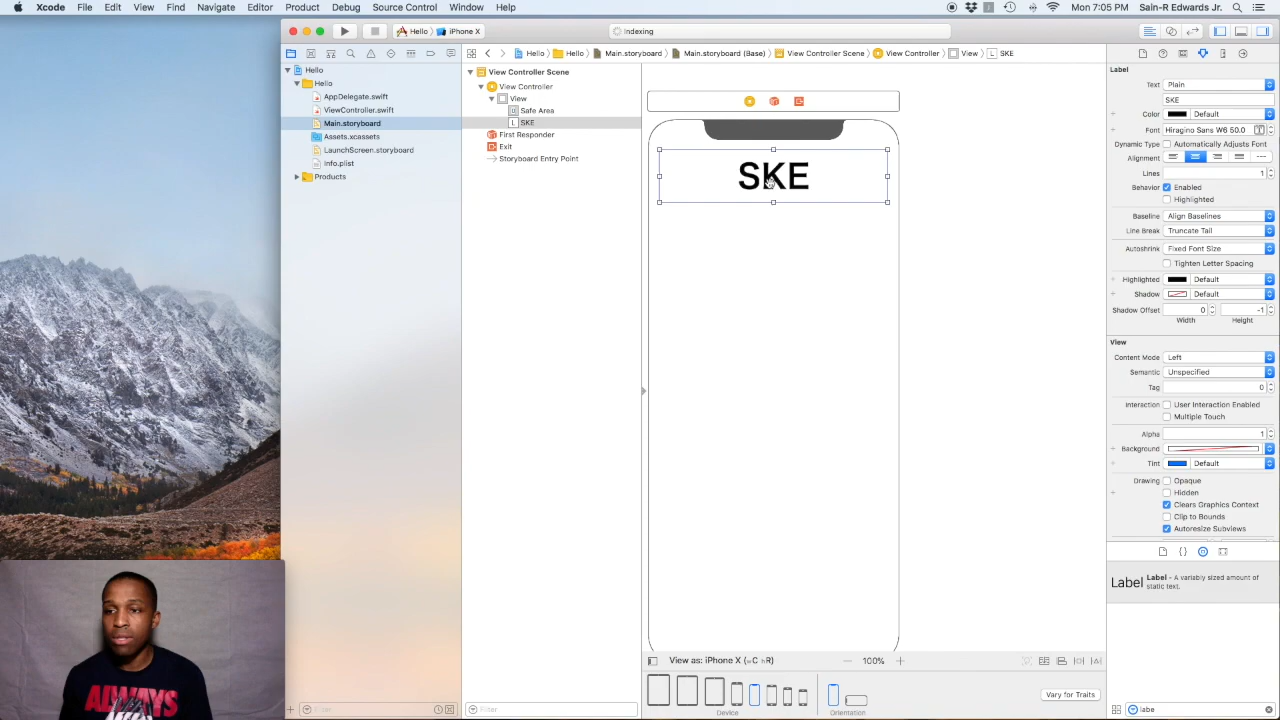 Xcode File Edit View Find Navigate Editor Product Debug Source Control Window Help
Mon 7:05 PM Sain-R Edwards Jr.
Hello iPhone X
Indexing
Hello Hello Main.storyboard Main.storyboard (Base) View Controller Scene View Controller View L SKE
Hello
Hello
AppDelegate.swift
ViewController.swift
Main.storyboard
Assets.xcassets
LaunchScreen.storyboard
Info.plist
Products
View Controller Scene
View Controller
View
Safe Area
L SKE
First Responder
Exit
Storyboard Entry Point
SKE
Label
Text Plain
SKE
Color Default
Font Hiragino Sans W6 50.0
Dynamic Type Automatically Adjusts Font
Alignment
Lines 1
Behavior Enabled
Highlighted
Baseline Align Baselines
Line Break Truncate Tail
Autoshrink Fixed Font Size
Tighten Letter Spacing
Highlighted Default
Shadow Default
Shadow Offset 0 -1
Width Height
View
Content Mode Left
Semantic Unspecified
Tag 0
Interaction User Interaction Enabled
Multiple Touch
Alpha 1
Background
Tint Default
Drawing Opaque
Hidden
Clears Graphics Context
Clip to Bounds
Autoresize Subviews
Label Label - A variably sized amount of
static text.
View as: iPhone X (wC hR)
100%
Device
Orientation
Vary for Traits
Filter
Filter
labe
ALWAYS